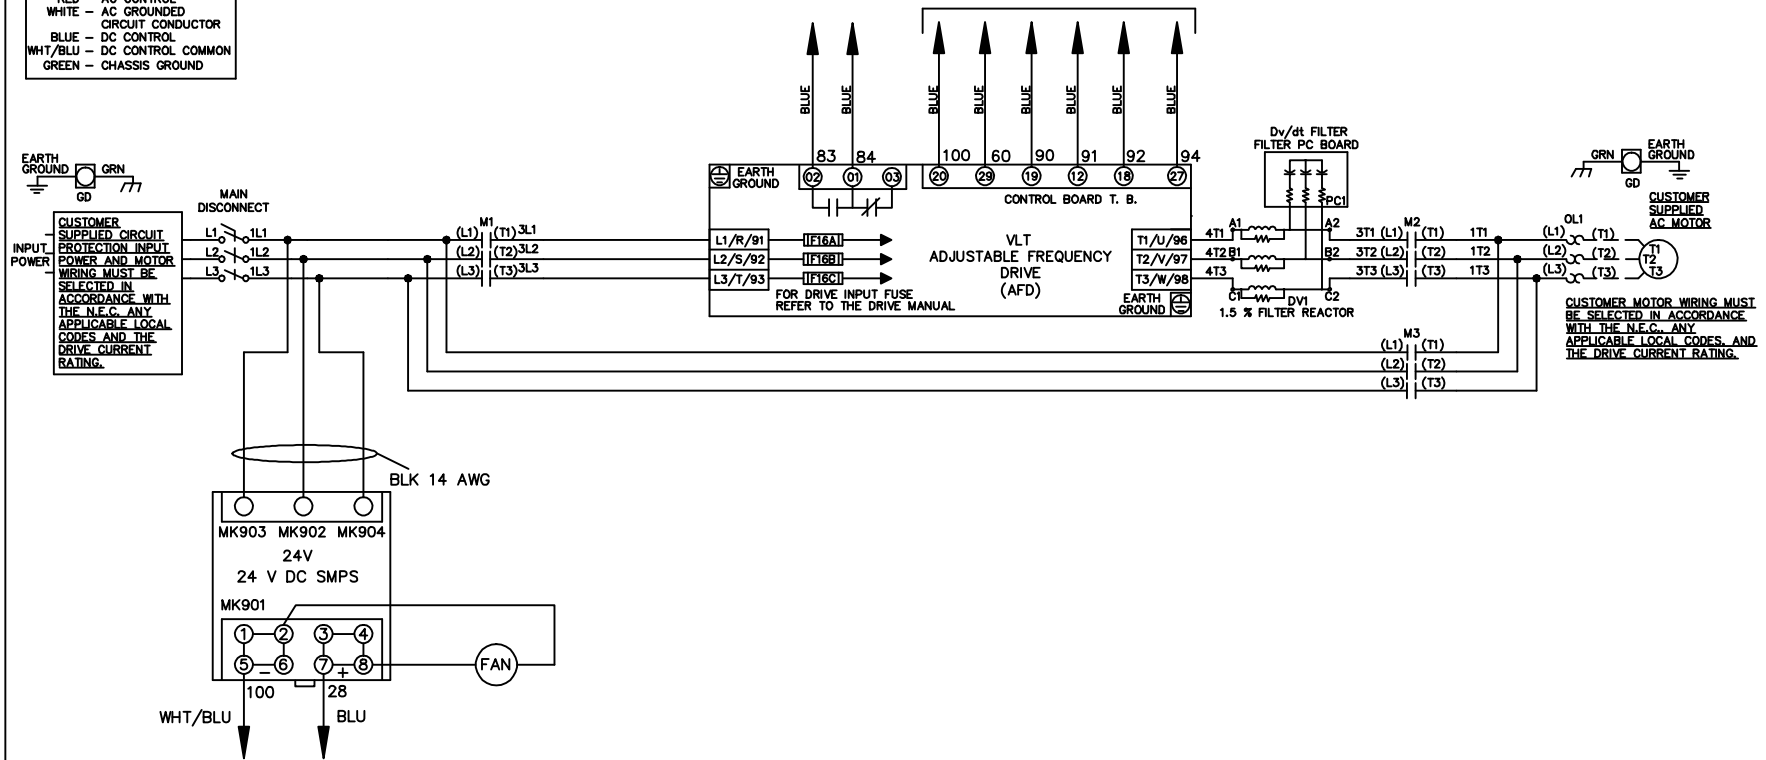 WHITE – AC GROUNDED
CIRCUIT CONDUCTOR
BLUE – DC CONTROL
WHT/BLU – DC CONTROL COMMON
GREEN – CHASSIS GROUND
BLUE BLUE BLUE BLUE BLUE BLUE BLUE BLUE
83 84 100 60 90 91 92 94
EARTH
GROUND
GRN
GD
MAIN
DISCONNECT
INPUT
POWER
CUSTOMER
SUPPLIED CIRCUIT
PROTECTION INPUT
POWER AND MOTOR
WIRING MUST BE
SELECTED IN
ACCORDANCE WITH
THE N.E.C. ANY
APPLICABLE LOCAL
CODES AND THE
DRIVE CURRENT
RATING.
L1 1L1
L2 1L2
L3 1L3
M1
(L1) (T1) 3L1
(L2) (T2) 3L2
(L3) (T3) 3L3
EARTH
GROUND
02 01 03
20 29 19 12 18 27
CONTROL BOARD T. B.
L1/R/91
L2/S/92
L3/T/93
F16A
F16B
F16C
FOR DRIVE INPUT FUSE
REFER TO THE DRIVE MANUAL
VLT
ADJUSTABLE FREQUENCY
DRIVE
(AFD)
T1/U/96
T2/V/97
T3/W/98
EARTH
GROUND
Dv/dt FILTER
FILTER PC BOARD
PC1
4T1 A1 A2
4T2 B1 B2
4T3 C1 C2
DV1
1.5 % FILTER REACTOR
M2
3T1 (L1) (T1) 1T1
3T2 (L2) (T2) 1T2
3T3 (L3) (T3) 1T3
M3
(L1) (T1)
(L2) (T2)
(L3) (T3)
GRN
EARTH
GROUND
GD
CUSTOMER
SUPPLIED
AC MOTOR
OL1
(L1) (T1)
(L2) (T2)
(L3) (T3)
T1
T2
T3
CUSTOMER MOTOR WIRING MUST
BE SELECTED IN ACCORDANCE
WITH THE N.E.C., ANY
APPLICABLE LOCAL CODES, AND
THE DRIVE CURRENT RATING.
BLK 14 AWG
MK903 MK902 MK904
24V
24 V DC SMPS
MK901
1 2 3 4
5 6 7 8
– +
FAN
100 28
WHT/BLU BLU